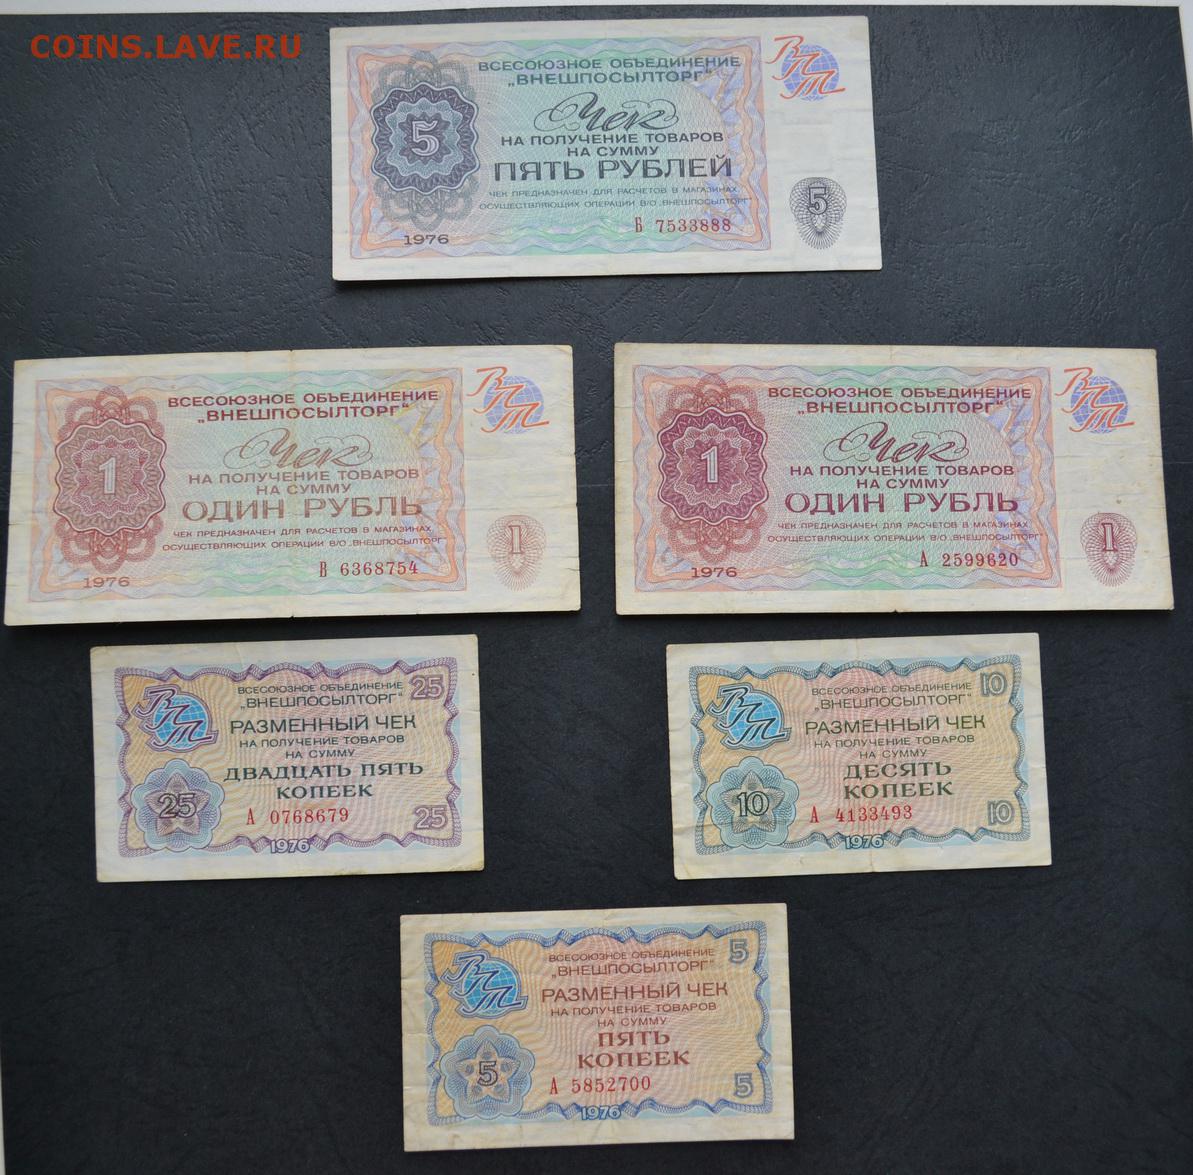 COINS.LAVE.RU
ВСЕСОЮЗНОЕ ОБЪЕДИНЕНИЕ
„ВНЕШПОСЫЛТОРГ“
ВПТ
5
Чек
НА ПОЛУЧЕНИЕ ТОВАРОВ
НА СУММУ
ПЯТЬ РУБЛЕЙ
ЧЕК ПРЕДНАЗНАЧЕН ДЛЯ РАСЧЕТОВ В МАГАЗИНАХ,
ОСУЩЕСТВЛЯЮЩИХ ОПЕРАЦИИ В/О „ВНЕШПОСЫЛТОРГ“
5
Б 7533888
1976
ВСЕСОЮЗНОЕ ОБЪЕДИНЕНИЕ
„ВНЕШПОСЫЛТОРГ“
ВПТ
1
Чек
НА ПОЛУЧЕНИЕ ТОВАРОВ
НА СУММУ
ОДИН РУБЛЬ
ЧЕК ПРЕДНАЗНАЧЕН ДЛЯ РАСЧЕТОВ В МАГАЗИНАХ,
ОСУЩЕСТВЛЯЮЩИХ ОПЕРАЦИИ В/О „ВНЕШПОСЫЛТОРГ“
1
В 6368754
1976
ВСЕСОЮЗНОЕ ОБЪЕДИНЕНИЕ
„ВНЕШПОСЫЛТОРГ“
ВПТ
1
Чек
НА ПОЛУЧЕНИЕ ТОВАРОВ
НА СУММУ
ОДИН РУБЛЬ
ЧЕК ПРЕДНАЗНАЧЕН ДЛЯ РАСЧЕТОВ В МАГАЗИНАХ,
ОСУЩЕСТВЛЯЮЩИХ ОПЕРАЦИИ В/О „ВНЕШПОСЫЛТОРГ“
1
А 2599620
1976
ВПТ
ВСЕСОЮЗНОЕ ОБЪЕДИНЕНИЕ
„ВНЕШПОСЫЛТОРГ“
25
РАЗМЕННЫЙ ЧЕК
НА ПОЛУЧЕНИЕ ТОВАРОВ
НА СУММУ
ДВАДЦАТЬ ПЯТЬ
КОПЕЕК
25
А 0768679
25
1976
ВПТ
ВСЕСОЮЗНОЕ ОБЪЕДИНЕНИЕ
„ВНЕШПОСЫЛТОРГ“
10
РАЗМЕННЫЙ ЧЕК
НА ПОЛУЧЕНИЕ ТОВАРОВ
НА СУММУ
ДЕСЯТЬ
КОПЕЕК
10
А 4133493
10
1976
ВПТ
ВСЕСОЮЗНОЕ ОБЪЕДИНЕНИЕ
„ВНЕШПОСЫЛТОРГ“
5
РАЗМЕННЫЙ ЧЕК
НА ПОЛУЧЕНИЕ ТОВАРОВ
НА СУММУ
ПЯТЬ
КОПЕЕК
5
А 5852700
5
1976